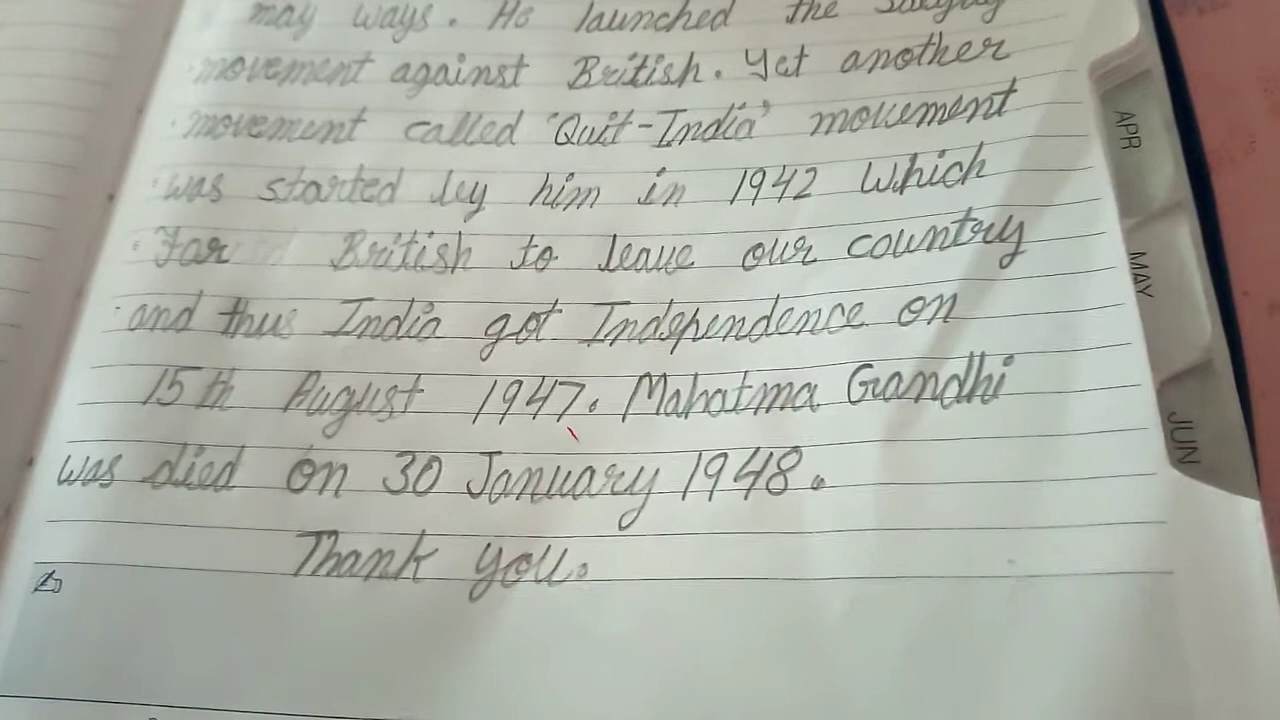 may ways. He launched the
movement against British. Yet another
movement called 'Quit-India' movement
was started by him in 1942 which
For British to leave our country
and thus India got Independence on
15th August 1947. Mahatma Gandhi
was died on 30 January 1948.
Thank you.
APR
MAY
JUN